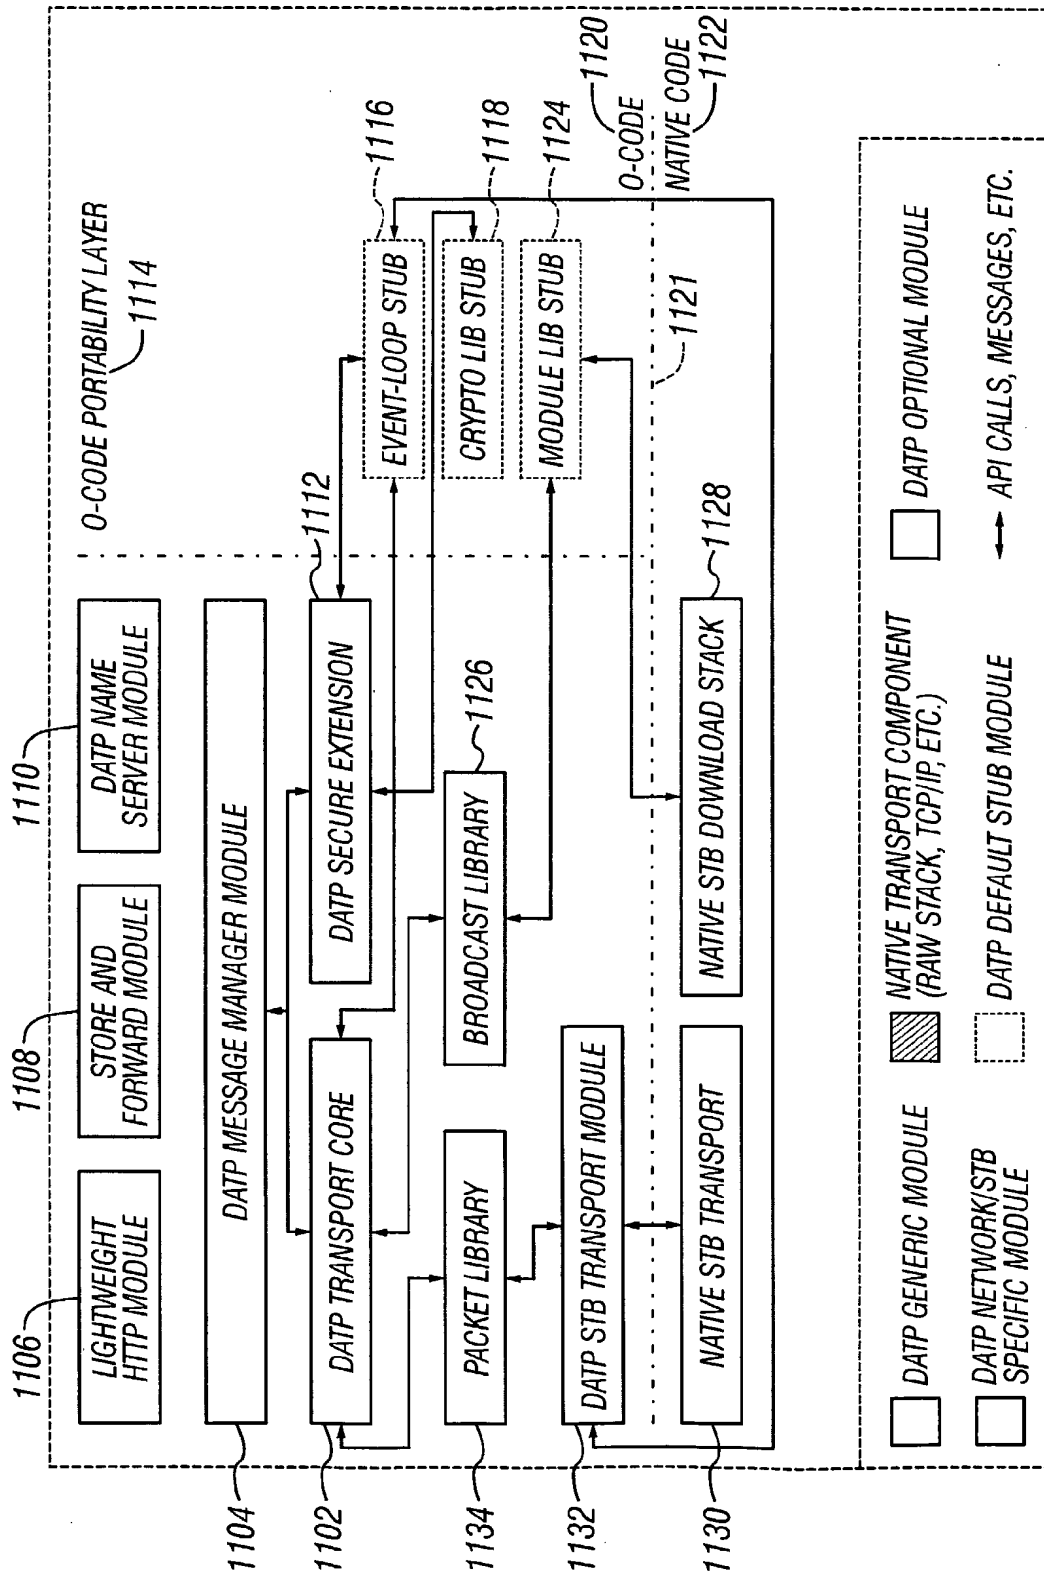 1106
LIGHTWEIGHT
HTTP MODULE
1108
STORE AND
FORWARD MODULE
1110
DATP NAME
SERVER MODULE
O-CODE PORTABILITY LAYER
1114
1104
DATP MESSAGE MANAGER MODULE
1102
DATP TRANSPORT CORE
DATP SECURE EXTENSION
1112
EVENT-LOOP STUB
1116
1134
PACKET LIBRARY
BROADCAST LIBRARY
1126
CRYPTO LIB STUB
1118
MODULE LIB STUB
1124
1132
DATP STB TRANSPORT MODULE
O-CODE
1120
NATIVE CODE
1122
1121
1130
NATIVE STB TRANSPORT
NATIVE STB DOWNLOAD STACK
1128
DATP GENERIC MODULE
NATIVE TRANSPORT COMPONENT
(RAW STACK, TCP/IP, ETC.)
DATP OPTIONAL MODULE
DATP NETWORK/STB
SPECIFIC MODULE
DATP DEFAULT STUB MODULE
API CALLS, MESSAGES, ETC.